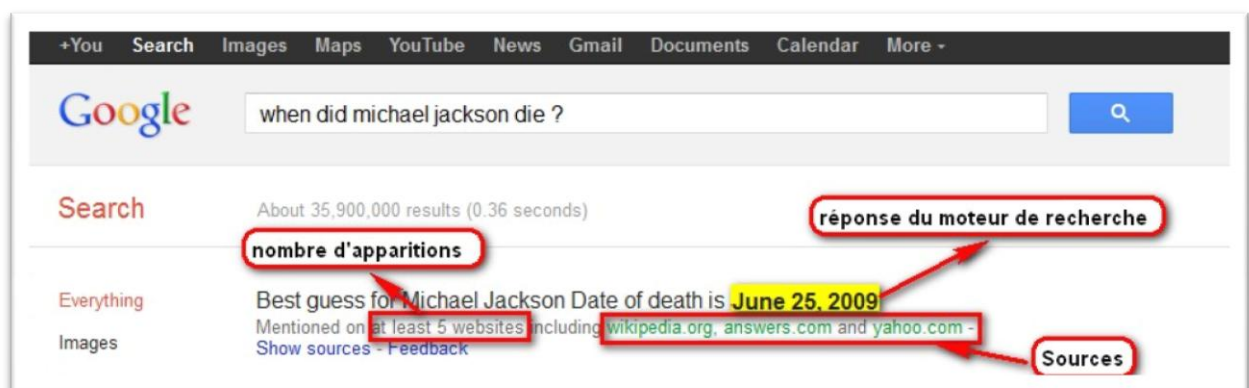 +You Search Images Maps YouTube News Gmail Documents Calendar More
Google
when did michael jackson die ?
Search
About 35,900,000 results (0.36 seconds)
réponse du moteur de recherche
nombre d'apparitions
Everything
Best guess for Michael Jackson Date of death is June 25, 2009
Mentioned on at least 5 websites including wikipedia.org, answers.com and yahoo.com -
Images
Show sources - Feedback
Sources